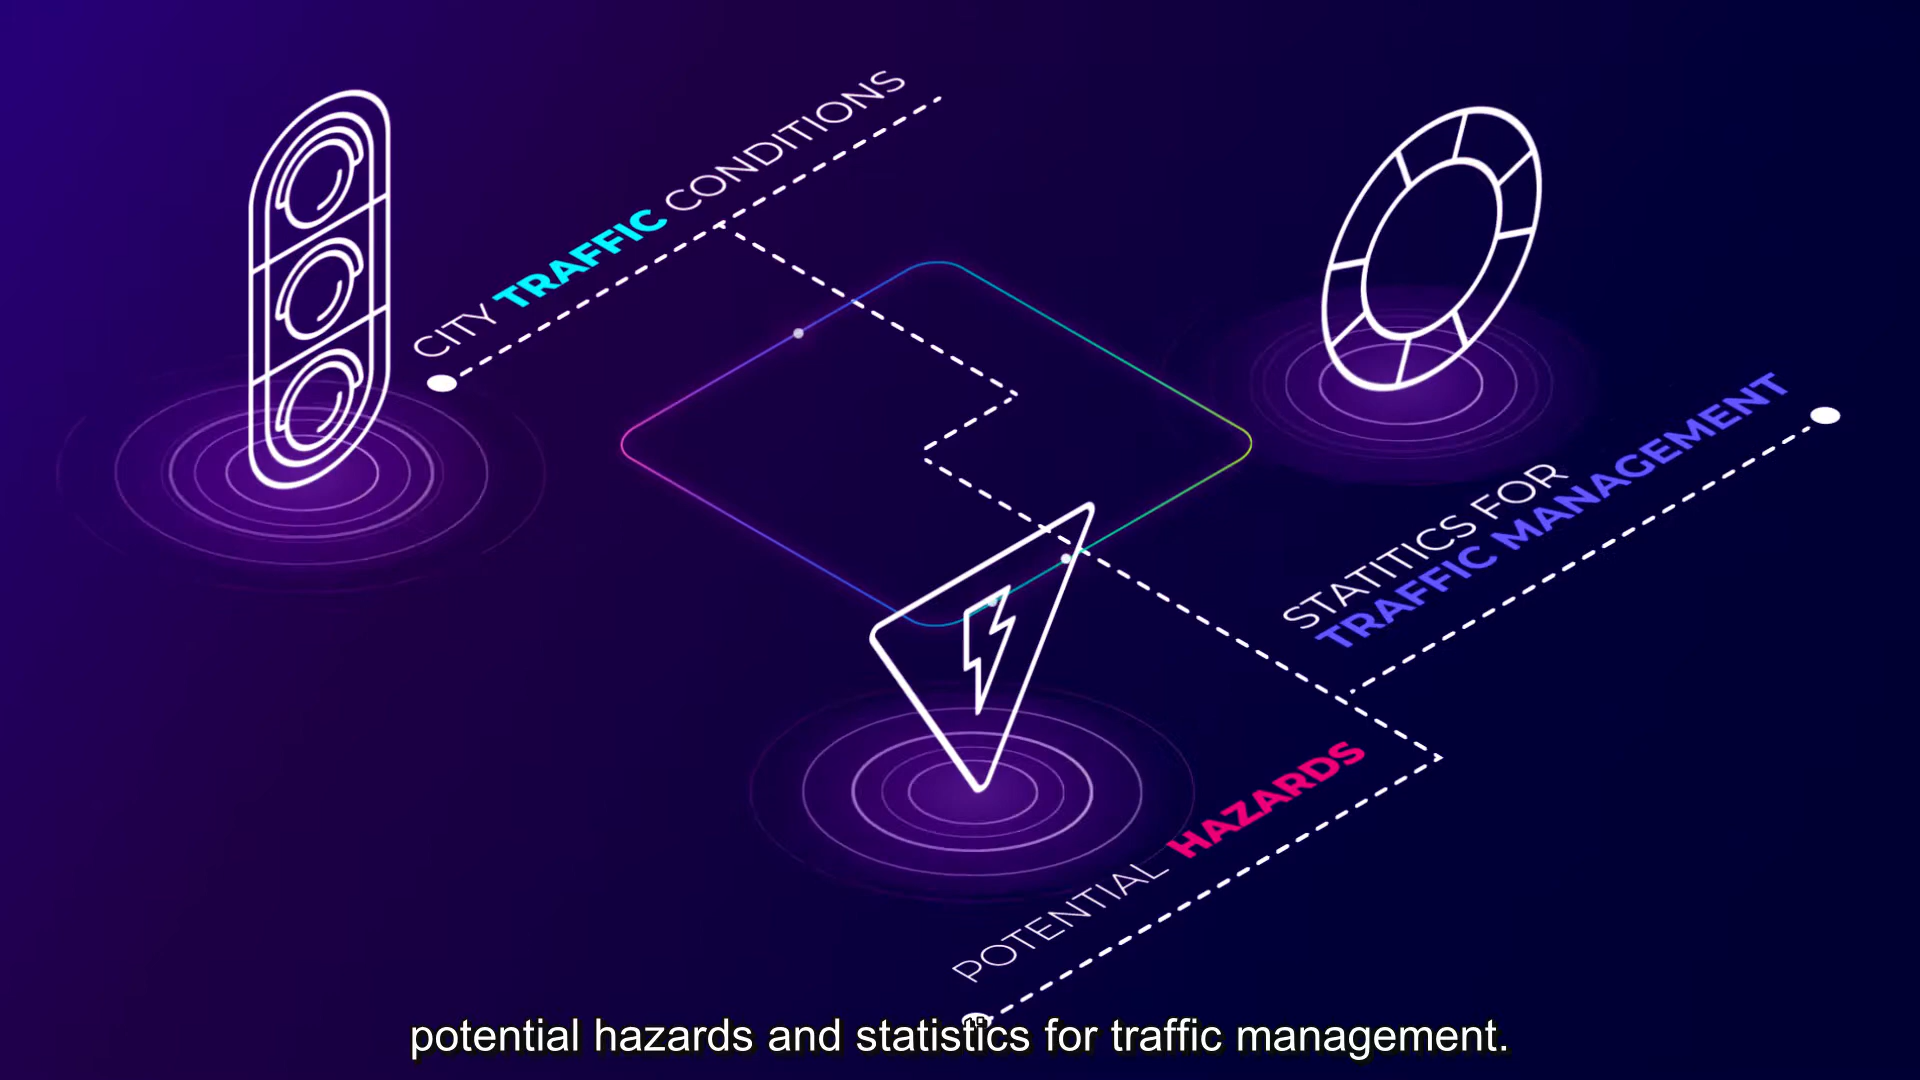 CITY TRAFFIC CONDITIONS
STATITICS FOR
TRAFFIC MANAGEMENT
POTENTIAL HAZARDS
potential hazards and statistics for traffic management.